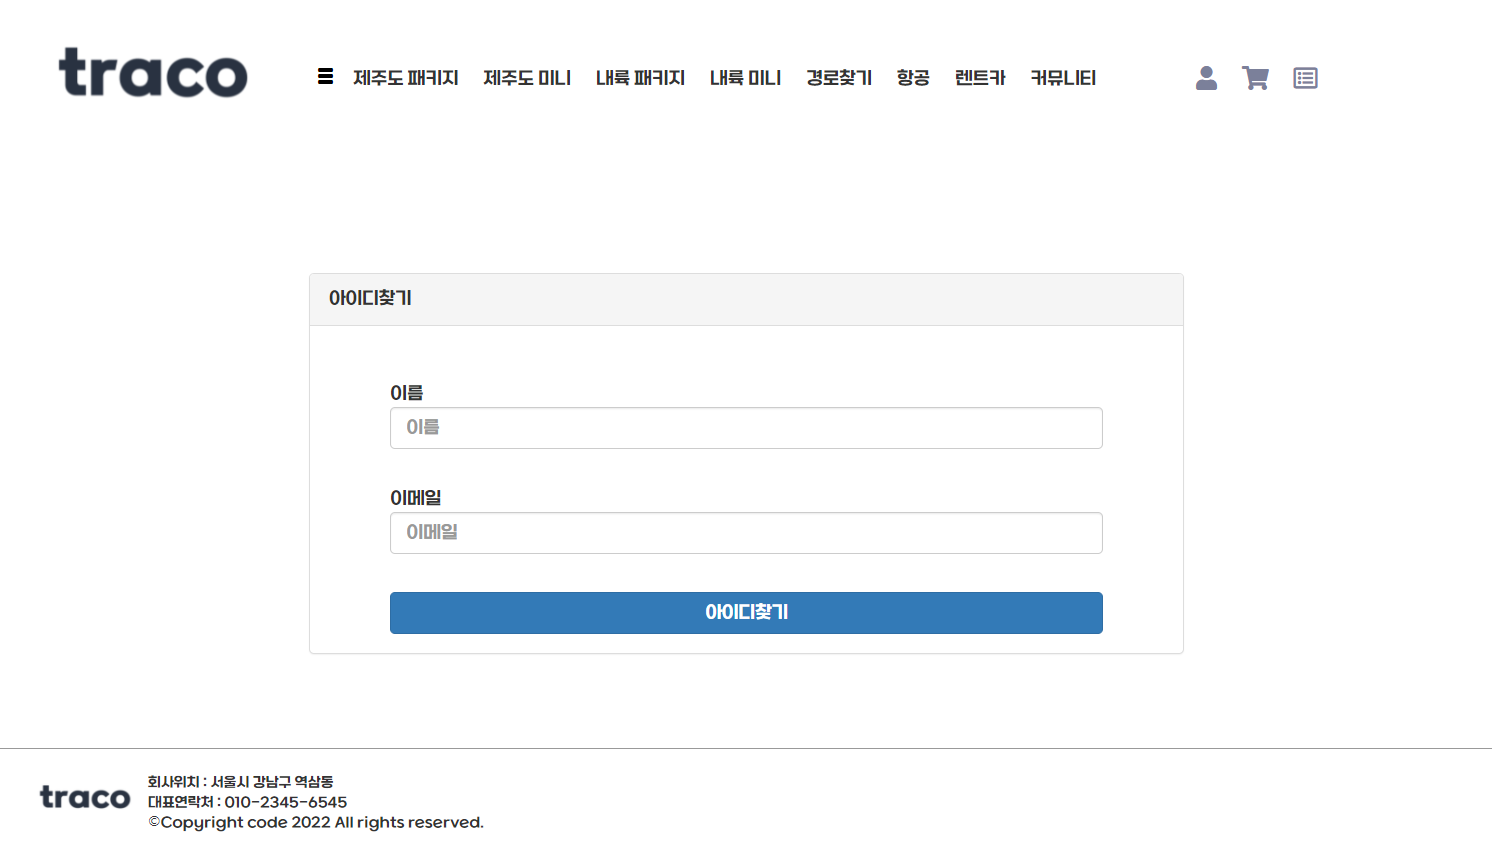 traco
제주도 패키지 제주도 미니 내륙 패키지 내륙 미니 경로찾기 항공 렌트카 커뮤니티
아이디찾기
이름
이름
이메일
이메일
아이디찾기
traco
회사위치 : 서울시 강남구 역삼동
대표연락처 : 010-2345-6545
©Copyright code 2022 All rights reserved.